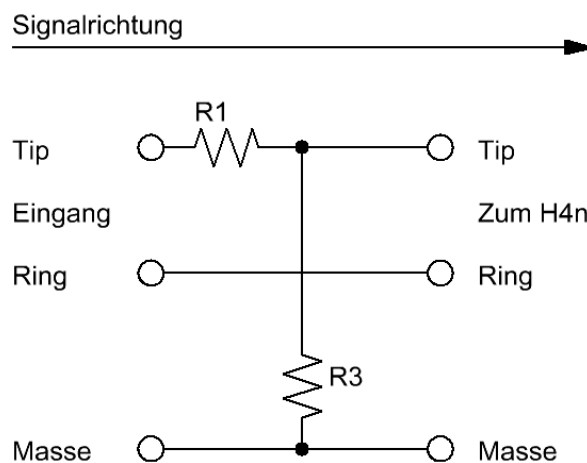 Signalrichtung
R1
Tip
Tip
Eingang
Zum H4n
Ring
Ring
R3
Masse
Masse